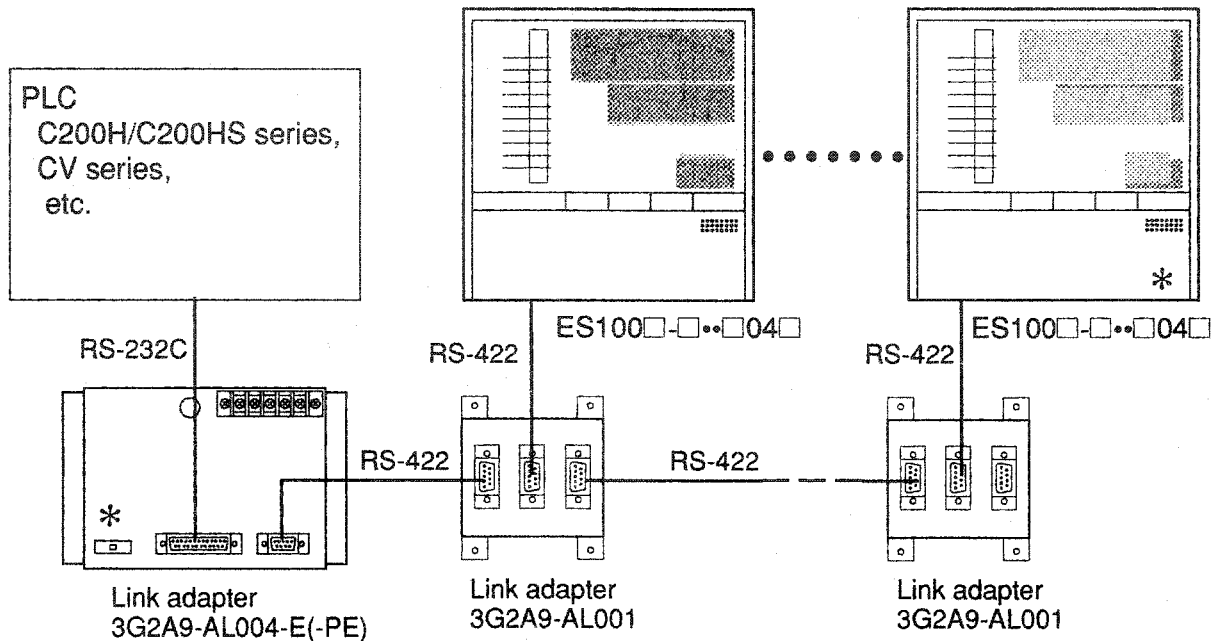 PLC
C200H/C200HS series,
CV series,
etc.
ES100□-□••□04□
ES100□-□••□04□
RS-232C
RS-422
RS-422
RS-422
RS-422
*
*
Link adapter
3G2A9-AL004-E(-PE)
Link adapter
3G2A9-AL001
Link adapter
3G2A9-AL001